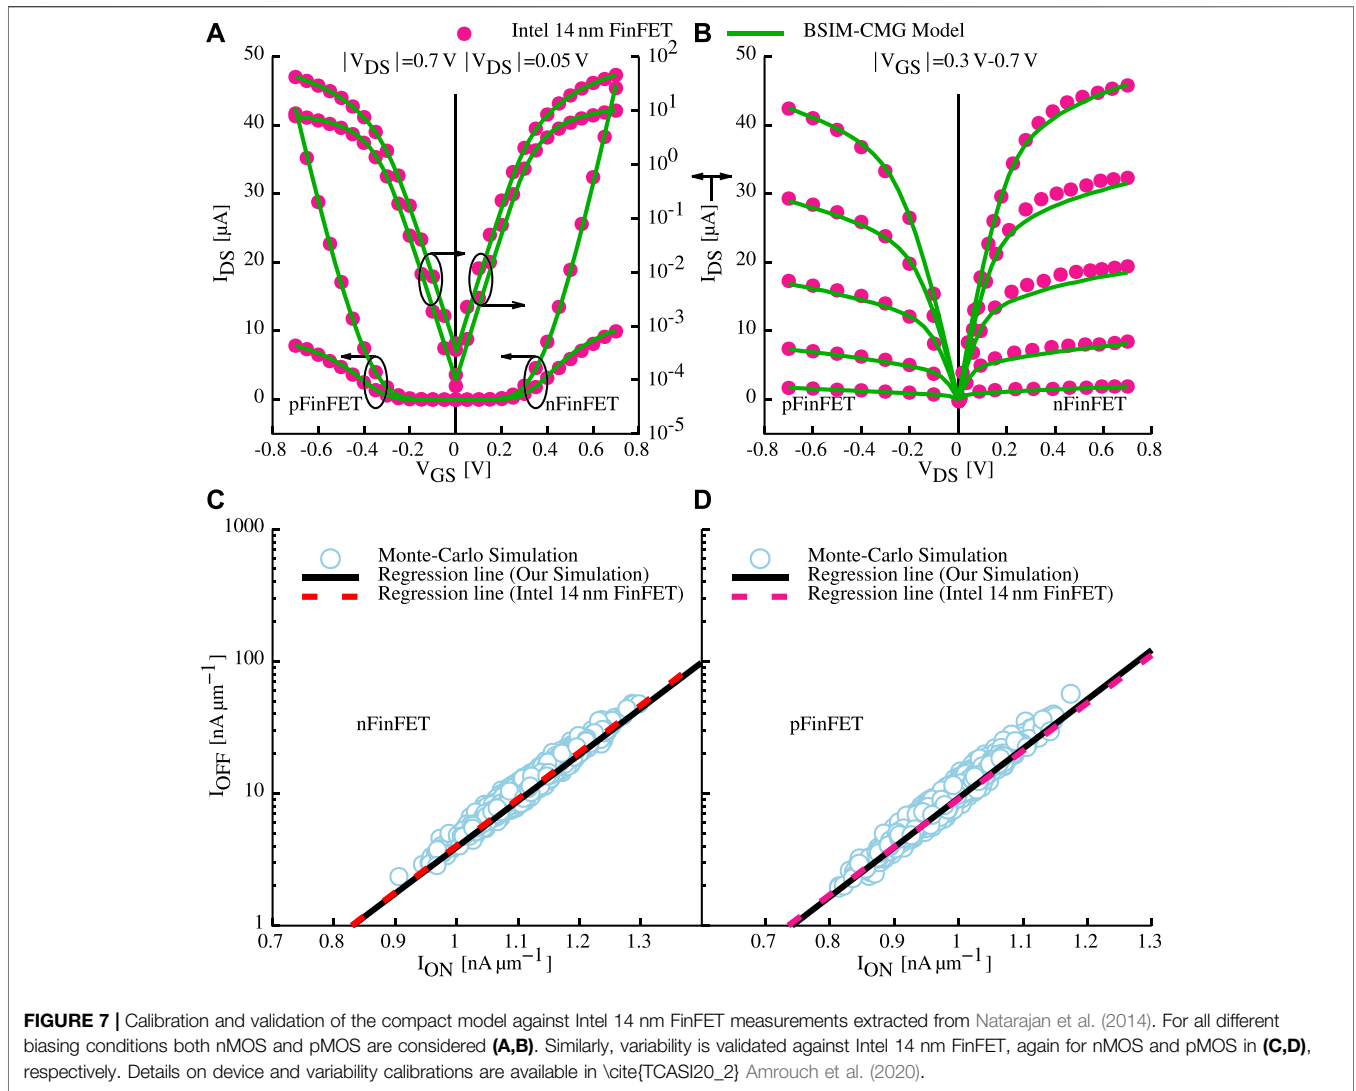 A
Intel 14 nm FinFET
B
BSIM-CMG Model
|VDS|=0.7 V |VDS|=0.05 V
|VGS|=0.3 V-0.7 V
50
40
30
20
10
0
IDS [µA]
10²
10¹
10⁰
10⁻¹
10⁻²
10⁻³
10⁻⁴
10⁻⁵
pFinFET
nFinFET
-0.8 -0.6 -0.4 -0.2 0 0.2 0.4 0.6 0.8
VGS [V]
IDS [µA]
50
40
30
20
10
0
pFinFET
nFinFET
-0.8 -0.6 -0.4 -0.2 0 0.2 0.4 0.6 0.8
VDS [V]
C
1000
100
10
1
IOFF [nA µm⁻¹]
Monte-Carlo Simulation
Regression line (Our Simulation)
Regression line (Intel 14 nm FinFET)
nFinFET
0.7 0.8 0.9 1 1.1 1.2 1.3
ION [nA µm⁻¹]
D
Monte-Carlo Simulation
Regression line (Our Simulation)
Regression line (Intel 14 nm FinFET)
pFinFET
0.7 0.8 0.9 1 1.1 1.2 1.3
ION [nA µm⁻¹]
FIGURE 7 | Calibration and validation of the compact model against Intel 14 nm FinFET measurements extracted from Natarajan et al. (2014). For all different
biasing conditions both nMOS and pMOS are considered (A,B). Similarly, variability is validated against Intel 14 nm FinFET, again for nMOS and pMOS in (C,D),
respectively. Details on device and variability calibrations are available in \cite{TCASI20_2} Amrouch et al. (2020).